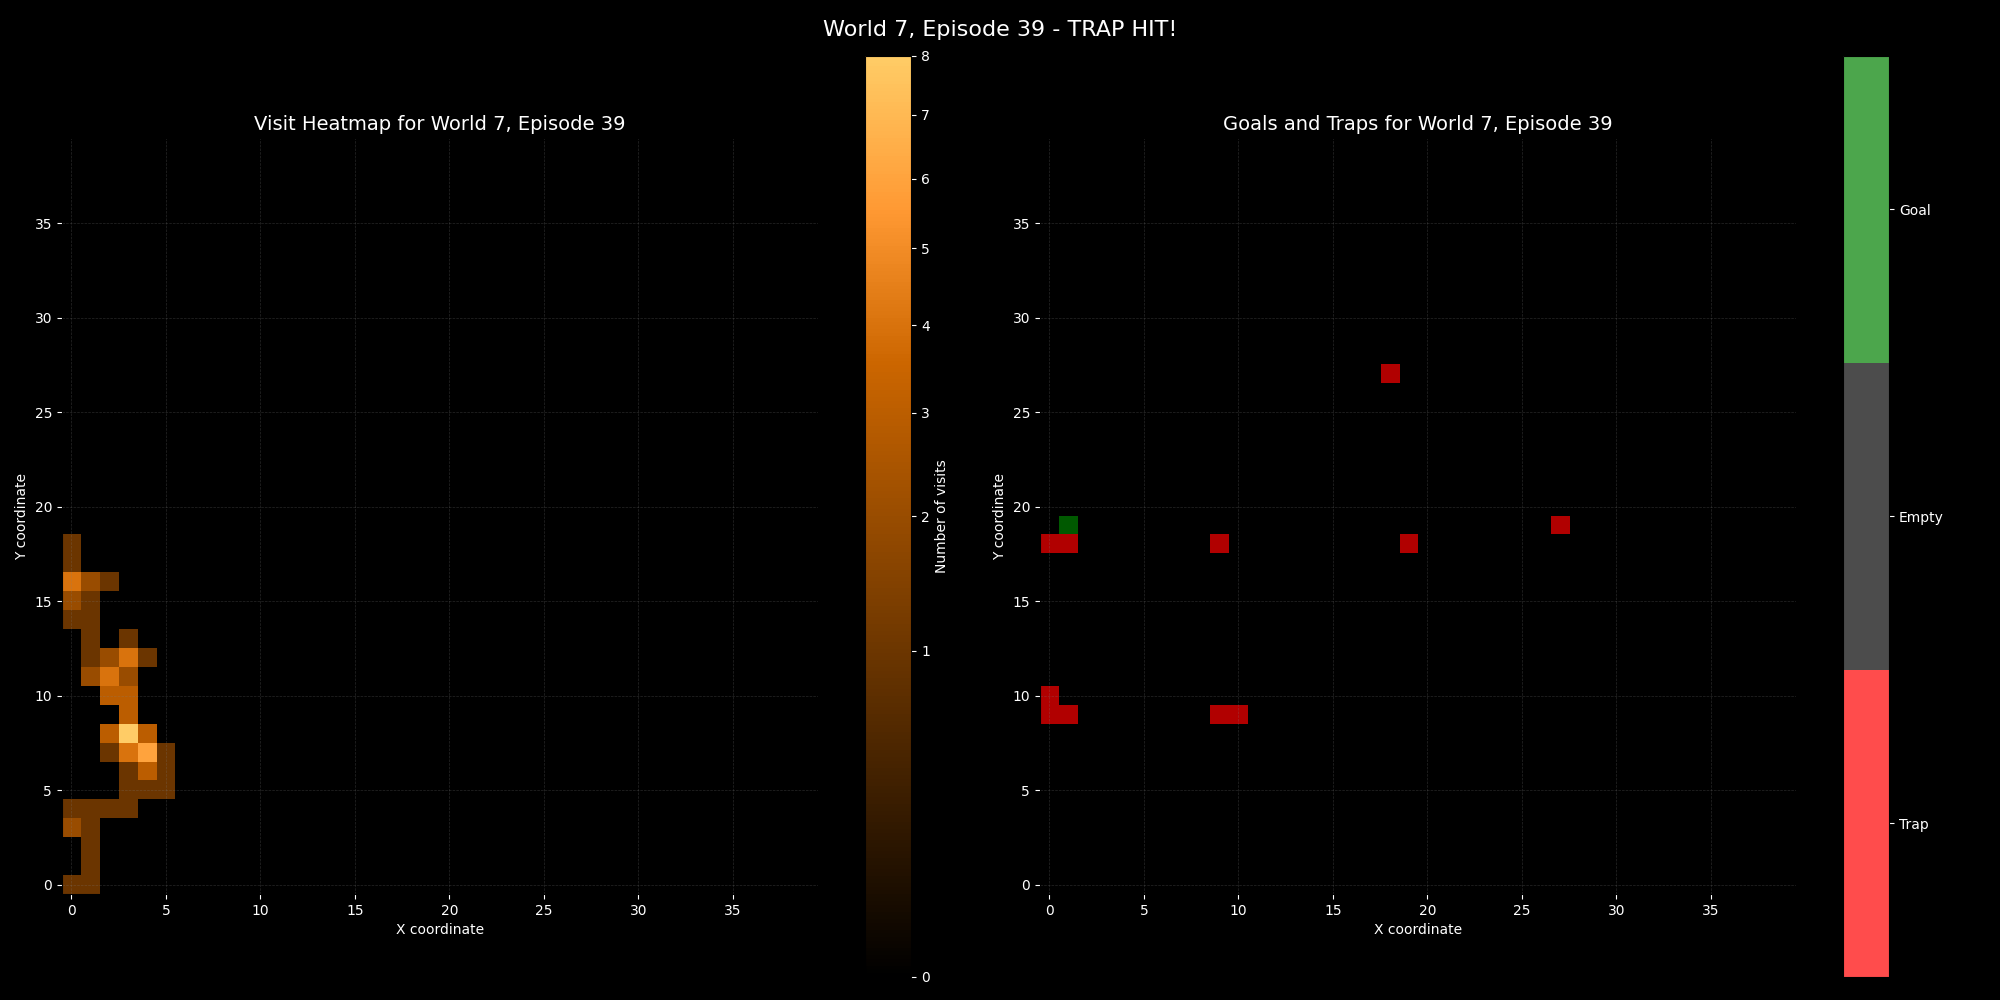 World 7, Episode 39 - TRAP HIT!
Visit Heatmap for World 7, Episode 39
35
30
25
20
15
10
5
0
Y coordinate
0 5 10 15 20 25 30 35
X coordinate
8
7
6
5
4
3
2
1
0
Number of visits
Goals and Traps for World 7, Episode 39
35
30
25
20
15
10
5
0
Y coordinate
0 5 10 15 20 25 30 35
X coordinate
Goal
Empty
Trap